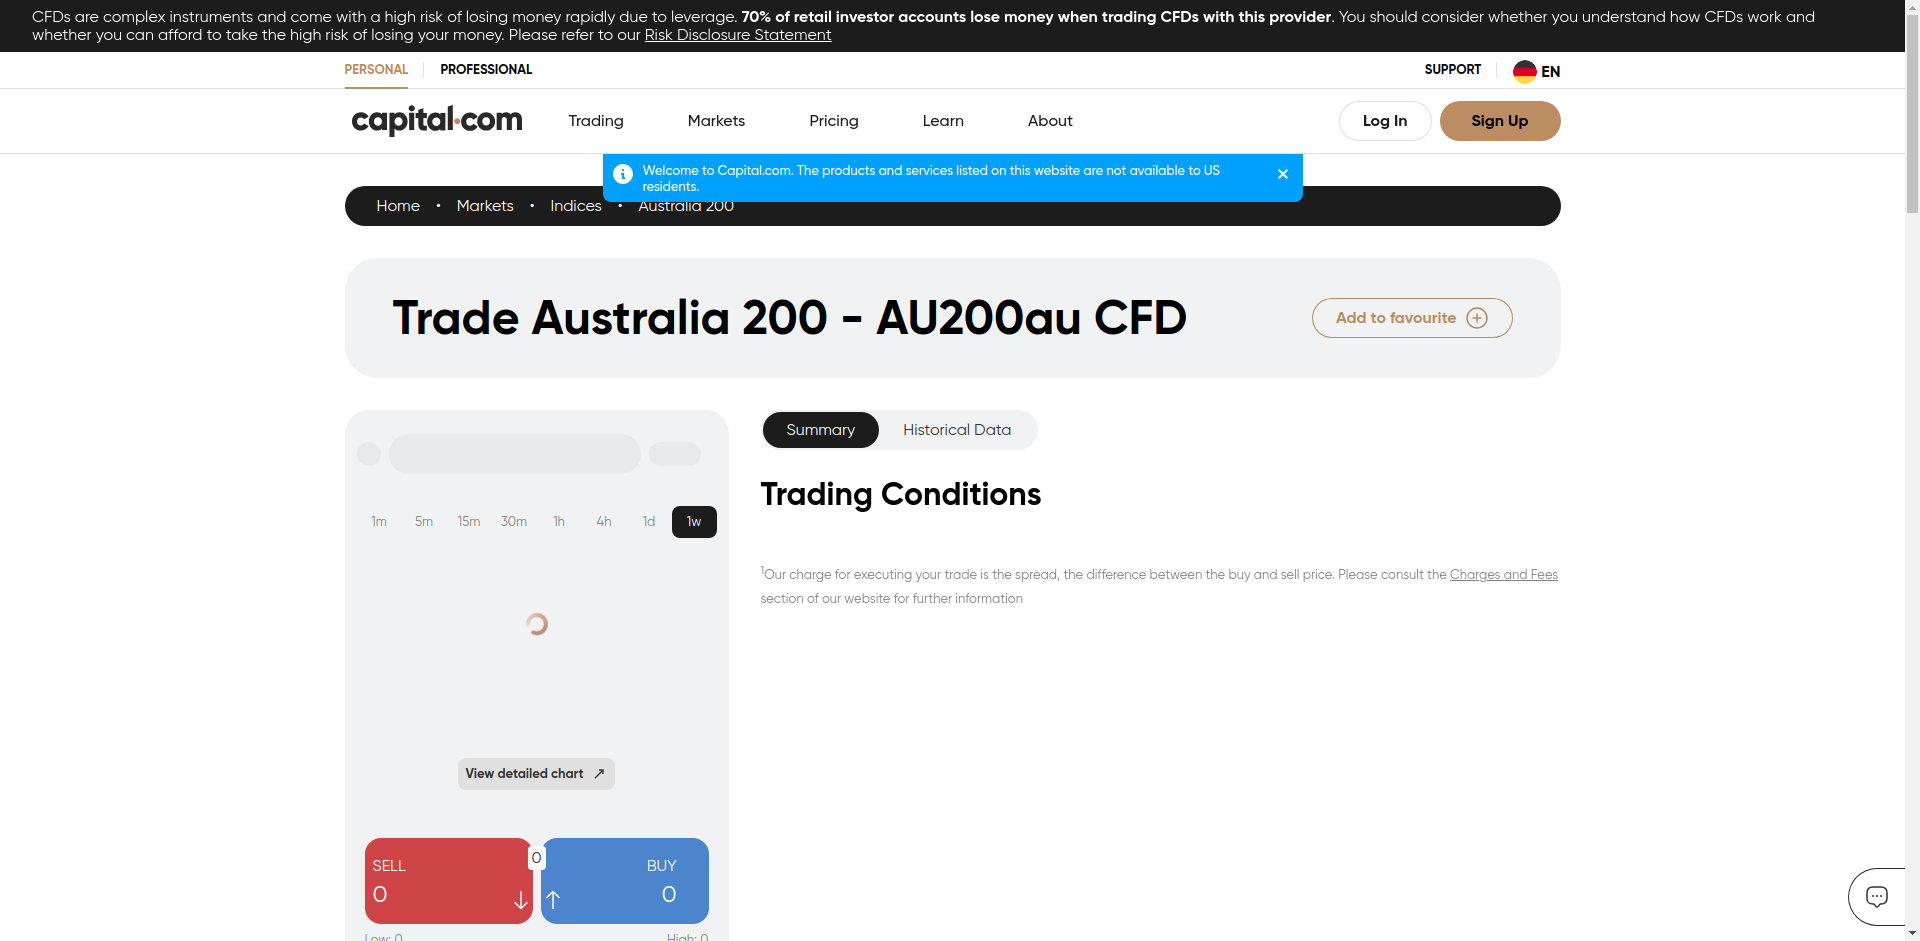 CFDs are complex instruments and come with a high risk of losing money rapidly due to leverage. 70% of retail investor accounts lose money when trading CFDs with this provider. You should consider whether you understand how CFDs work and
whether you can afford to take the high risk of losing your money. Please refer to our Risk Disclosure Statement
PERSONAL PROFESSIONAL SUPPORT EN
capital.com Trading Markets Pricing Learn About Log In Sign Up
Welcome to Capital.com. The products and services listed on this website are not available to US
residents.
Home • Markets • Indices • Australia 200
Trade Australia 200 - AU200au CFD
Add to favourite
Summary Historical Data
Trading Conditions
1m 5m 15m 30m 1h 4h 1d 1w
¹Our charge for executing your trade is the spread, the difference between the buy and sell price. Please consult the Charges and Fees
section of our website for further information
View detailed chart
SELL 0 BUY
0 0
Low: 0 High: 0